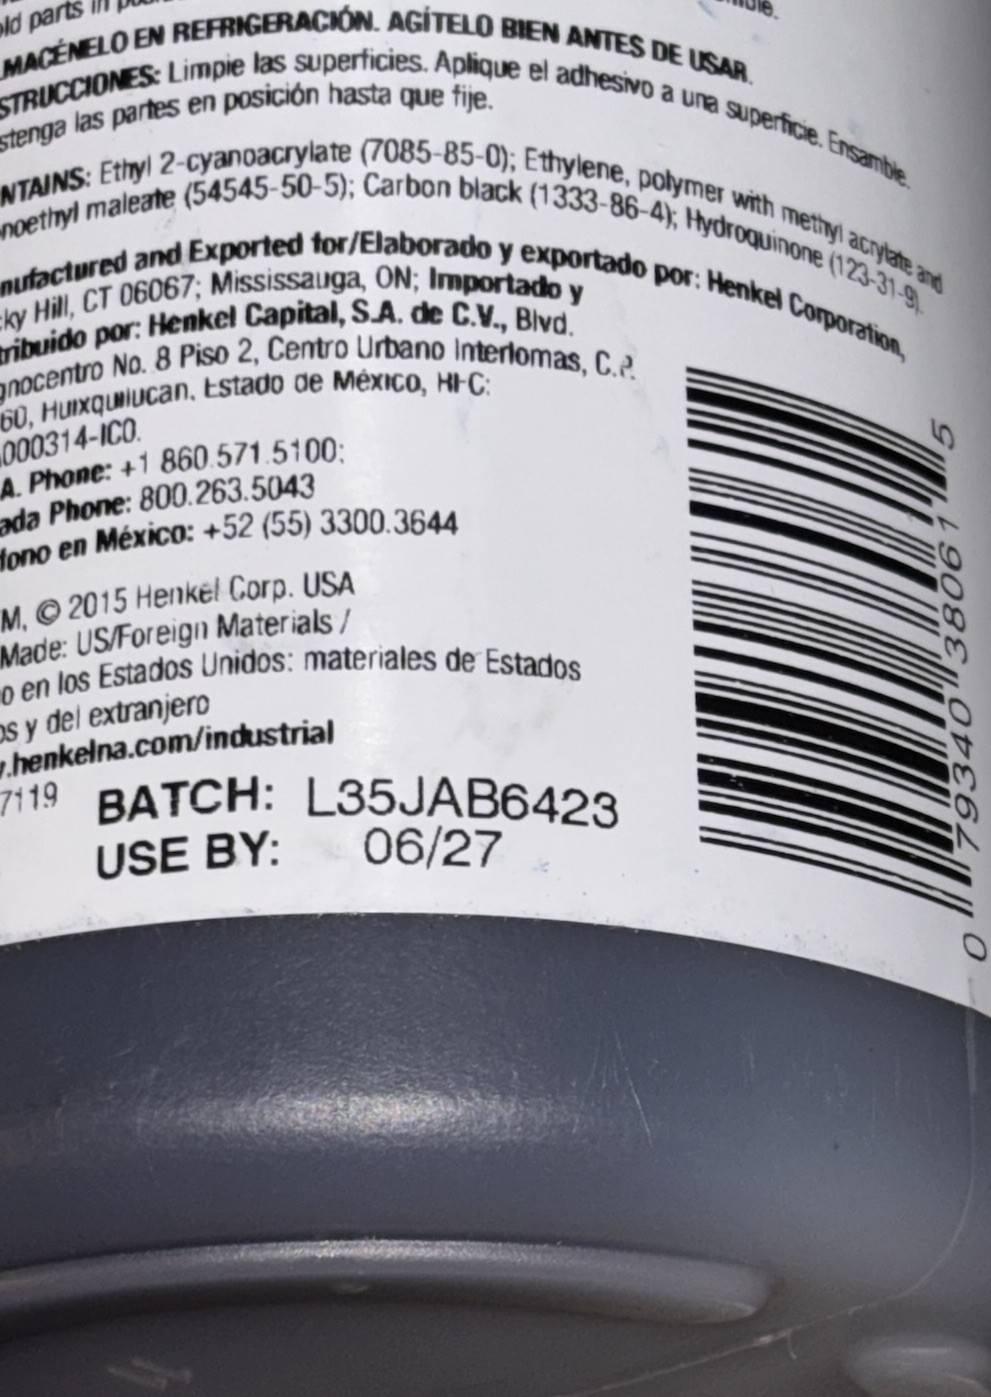 old parts in
MACÉNELO EN REFRIGERACIÓN. AGÍTELO BIEN ANTES DE USAR.
STRUCCIONES: Limpie las superficies. Aplique el adhesivo a una superficie. Ensamble.
stenga las partes en posición hasta que fije.
NTAINS: Ethyl 2-cyanoacrylate (7085-85-0); Ethylene, polymer with methyl acrylate and
noethyl maleate (54545-50-5); Carbon black (1333-86-4); Hydroquinone (123-31-9).
nufactured and Exported for/Elaborado y exportado por: Henkel Corporation,
ky Hill, CT 06067; Mississauga, ON; Importado y
tribuido por: Henkel Capital, S.A. de C.V., Blvd.
gnocentro No. 8 Piso 2, Centro Urbano Interlomas, C.P.
60, Huixquilucan, Estado de México, RFC:
000314-IC0.
A. Phone: +1 860.571.5100:
ada Phone: 800.263.5043
fono en México: +52 (55) 3300.3644
M, © 2015 Henkel Corp. USA
Made: US/Foreign Materials /
o en los Estados Unidos: materiales de Estados
os y del extranjero
.henkelna.com/industrial
7119
BATCH: L35JAB6423
USE BY: 06/27
0 79340 38061 5